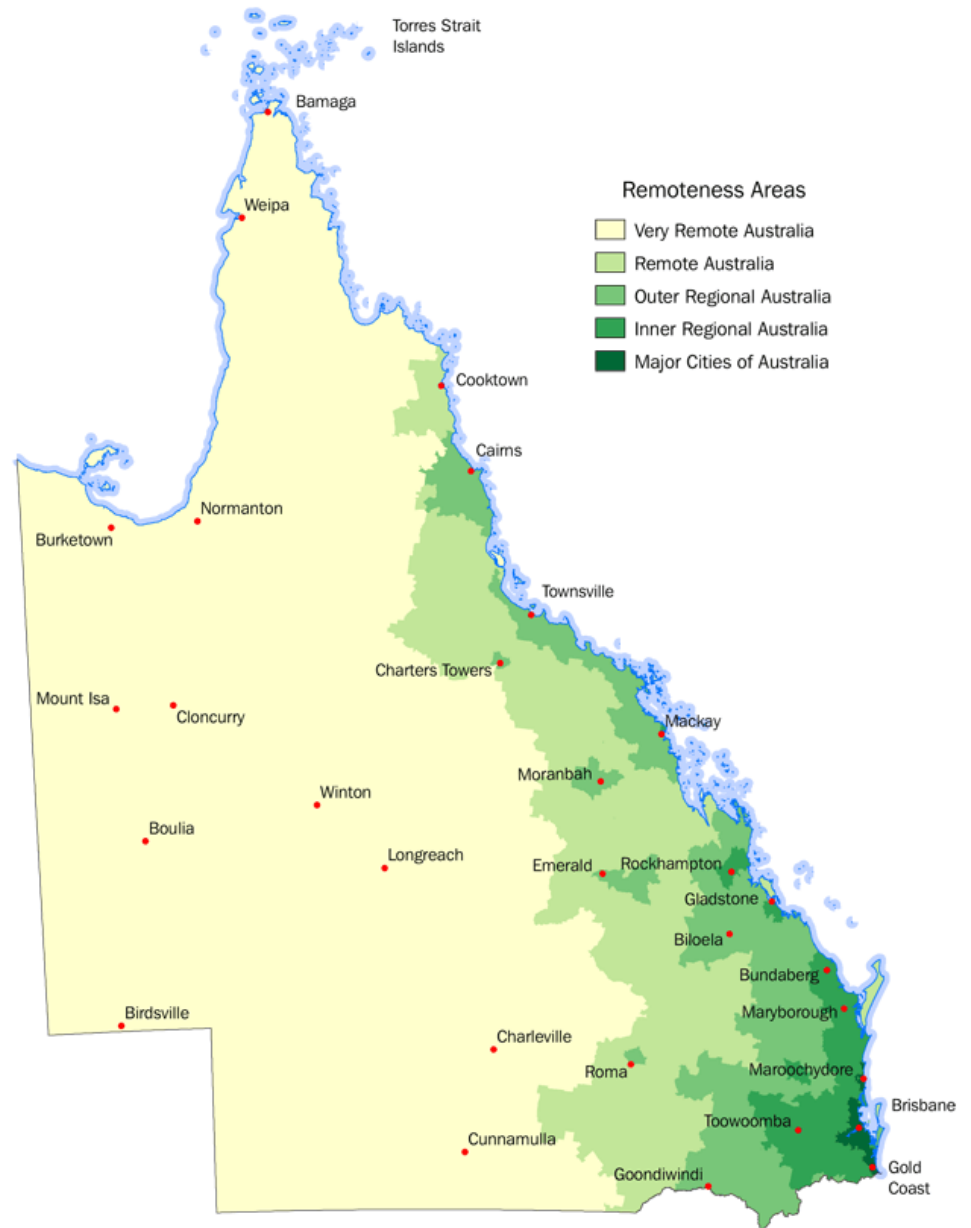 Torres Strait
Islands
Bamaga
Remoteness Areas
Weipa
Very Remote Australia
Remote Australia
Outer Regional Australia
Inner Regional Australia
Major Cities of Australia
Cooktown
Cairns
Normanton
Burketown
Townsville
Charters Towers
Mount Isa
Cloncurry
Mackay
Moranbah
Winton
Boulia
Longreach
Emerald
Rockhampton
Gladstone
Biloela
Bundaberg
Maryborough
Birdsville
Charleville
Roma
Maroochydore
Brisbane
Toowoomba
Cunnamulla
Goondiwindi
Gold
Coast